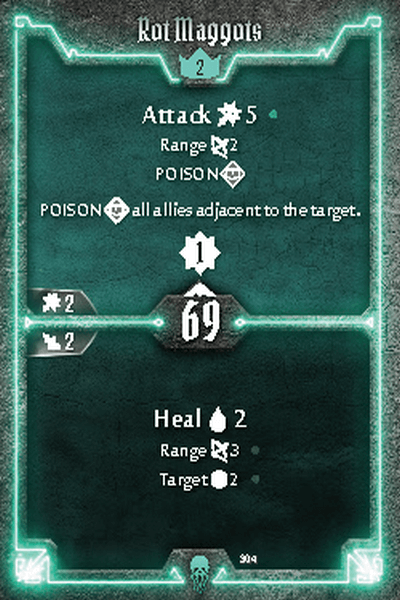 Rot Maggots
2
Attack 5
Range 2
POISON
POISON all allies adjacent to the target.
1
2
69
2
Heal 2
Range 3
Target 2
304